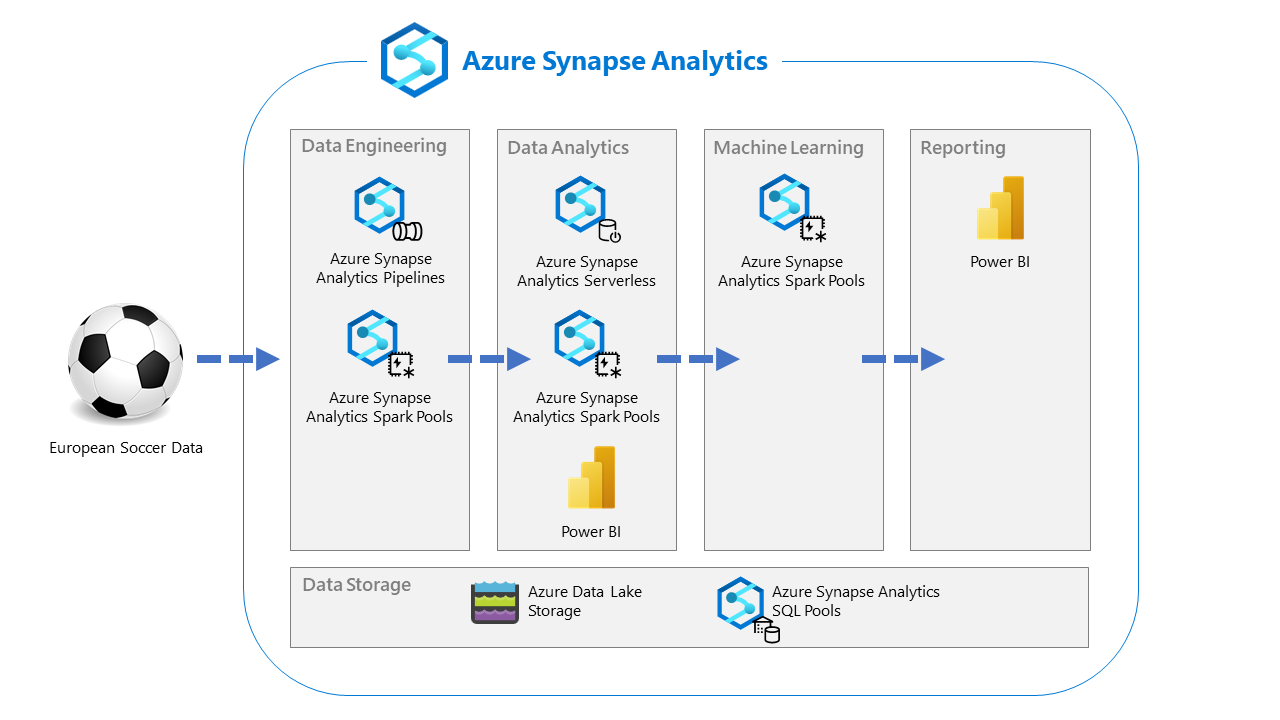 Azure Synapse Analytics
Data Engineering
Azure Synapse
Analytics Pipelines
Azure Synapse
Analytics Spark Pools
Data Analytics
Azure Synapse
Analytics Serverless
Azure Synapse
Analytics Spark Pools
Power BI
Machine Learning
Azure Synapse
Analytics Spark Pools
Reporting
Power BI
European Soccer Data
Data Storage
Azure Data Lake
Storage
Azure Synapse Analytics
SQL Pools